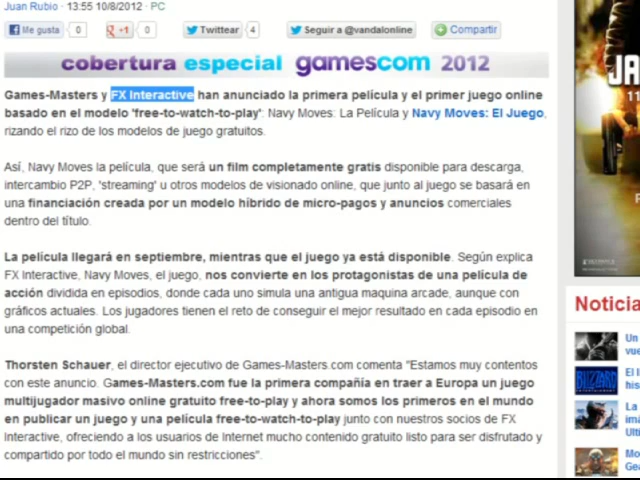 Juan Rubio · 13:55 10/8/2012 · PC
Me gusta 0 +1 0 Twittear 4 Seguir a @vandalonline Compartir
cobertura especial gamescom 2012
Games-Masters y FX Interactive han anunciado la primera película y el primer juego online
basado en el modelo 'free-to-watch-to-play': Navy Moves: La Película y Navy Moves: El Juego,
rizando el rizo de los modelos de juego gratuitos.
Así, Navy Moves la película, que será un film completamente gratis disponible para descarga,
intercambio P2P, 'streaming' u otros modelos de visionado online, que junto al juego se basará en
una financiación creada por un modelo híbrido de micro-pagos y anuncios comerciales
dentro del título.
La película llegará en septiembre, mientras que el juego ya está disponible. Según explica
FX Interactive, Navy Moves, el juego, nos convierte en los protagonistas de una película de
acción dividida en episodios, donde cada uno simula una antigua maquina arcade, aunque con
gráficos actuales. Los jugadores tienen el reto de conseguir el mejor resultado en cada episodio en
una competición global.
Thorsten Schauer, el director ejecutivo de Games-Masters.com comenta "Estamos muy contentos
con este anuncio. Games-Masters.com fue la primera compañía en traer a Europa un juego
multijugador masivo online gratuito free-to-play y ahora somos los primeros en el mundo
en publicar un juego y una película free-to-watch-to-play junto con nuestros socios de FX
Interactive, ofreciendo a los usuarios de Internet mucho contenido gratuito listo para ser disfrutado y
compartido por todo el mundo sin restricciones".
JA
11
Noticia
Un
vue
El l
his
La
imá
Ulti
Mo
Gea